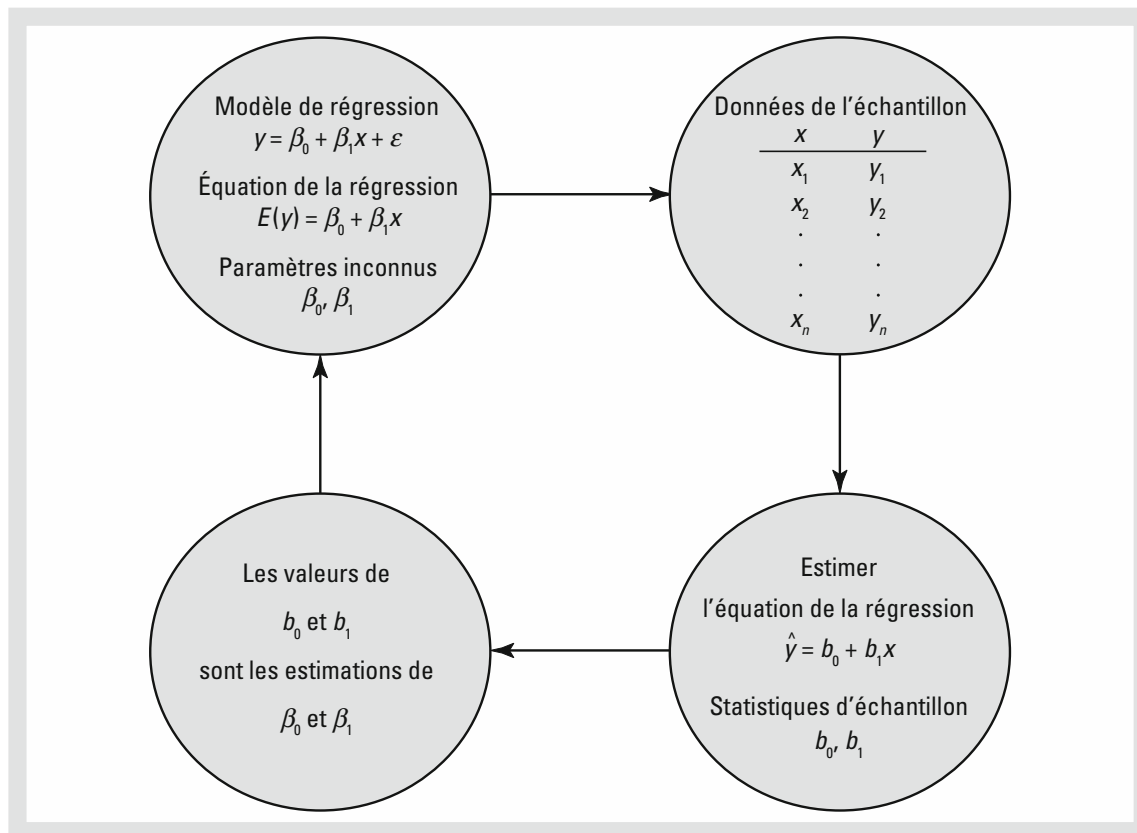 Modèle de régression
y = β₀ + β₁x + ε
Équation de la régression
E(y) = β₀ + β₁x
Paramètres inconnus
β₀, β₁
Données de l'échantillon
x y
x₁ y₁
x₂ y₂
. .
. .
. .
xₙ yₙ
Estimer
l'équation de la régression
ŷ = b₀ + b₁x
Statistiques d'échantillon
b₀, b₁
Les valeurs de
b₀ et b₁
sont les estimations de
β₀ et β₁